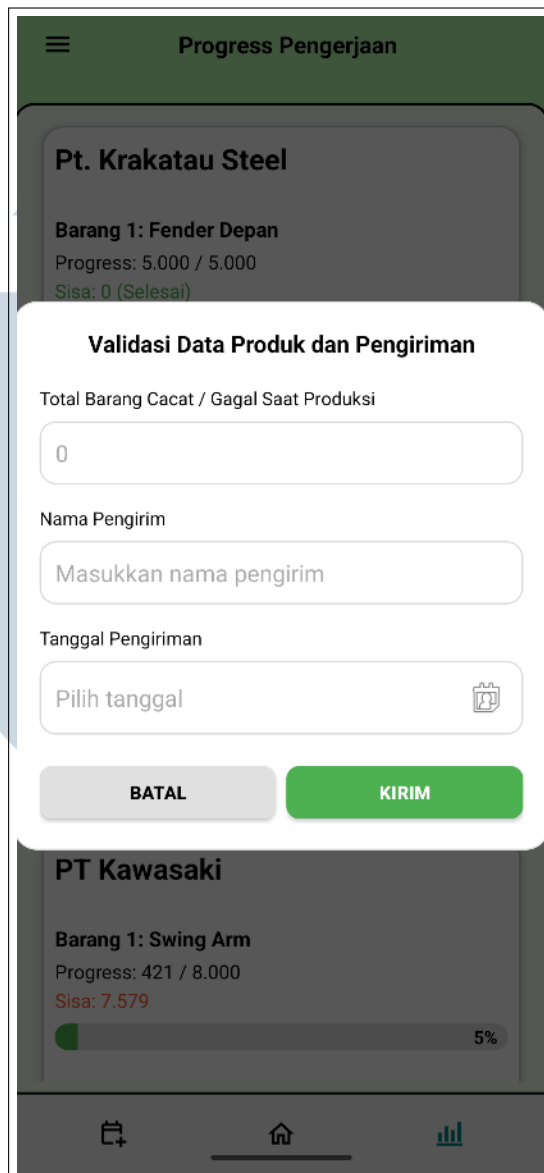 Progress Pengerjaan
Pt. Krakatau Steel
Barang 1: Fender Depan
Progress: 5.000 / 5.000
Sisa: 0 (Selesai)
Validasi Data Produk dan Pengiriman
Total Barang Cacat / Gagal Saat Produksi
0
Nama Pengirim
Masukkan nama pengirim
Tanggal Pengiriman
Pilih tanggal
BATAL KIRIM
PT Kawasaki
Barang 1: Swing Arm
Progress: 421 / 8.000
Sisa: 7.579
5%